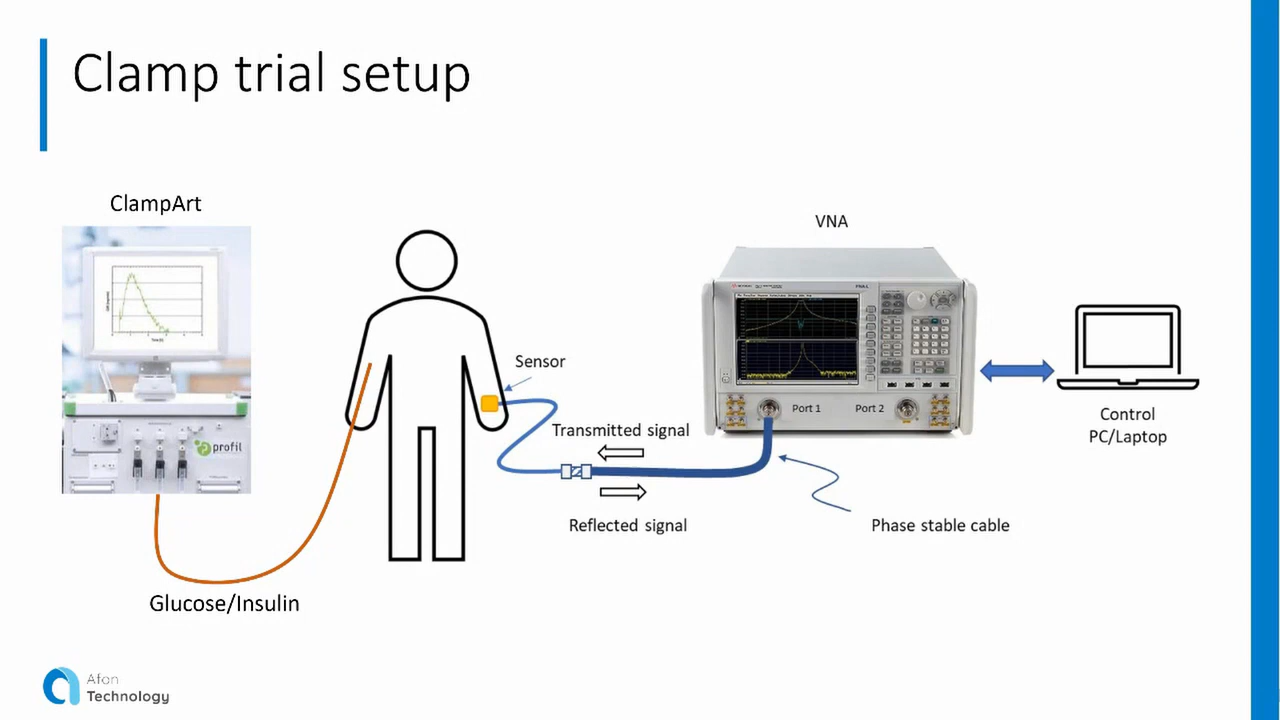 Clamp trial setup
ClampArt
profil
Glucose/Insulin
Sensor
Transmitted signal
Reflected signal
VNA
Port 1
Port 2
Phase stable cable
Control
PC/Laptop
Afon
Technology